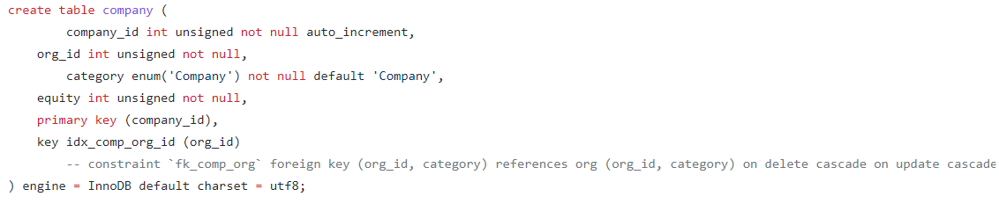 create table company (
        company_id int unsigned not null auto_increment,
    org_id int unsigned not null,
        category enum('Company') not null default 'Company',
    equity int unsigned not null,
    primary key (company_id),
    key idx_comp_org_id (org_id)
        -- constraint `fk_comp_org` foreign key (org_id, category) references org (org_id, category) on delete cascade on update cascade
) engine = InnoDB default charset = utf8;